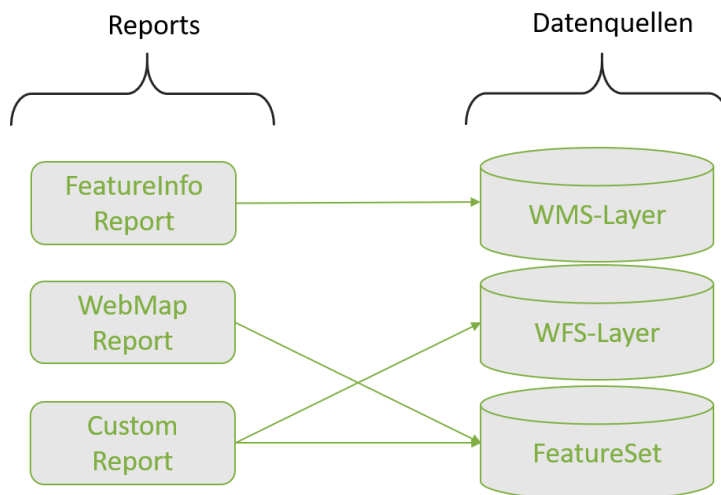 Reports
Datenquellen
FeatureInfo
Report
WMS-Layer
WebMap
Report
WFS-Layer
Custom
Report
FeatureSet